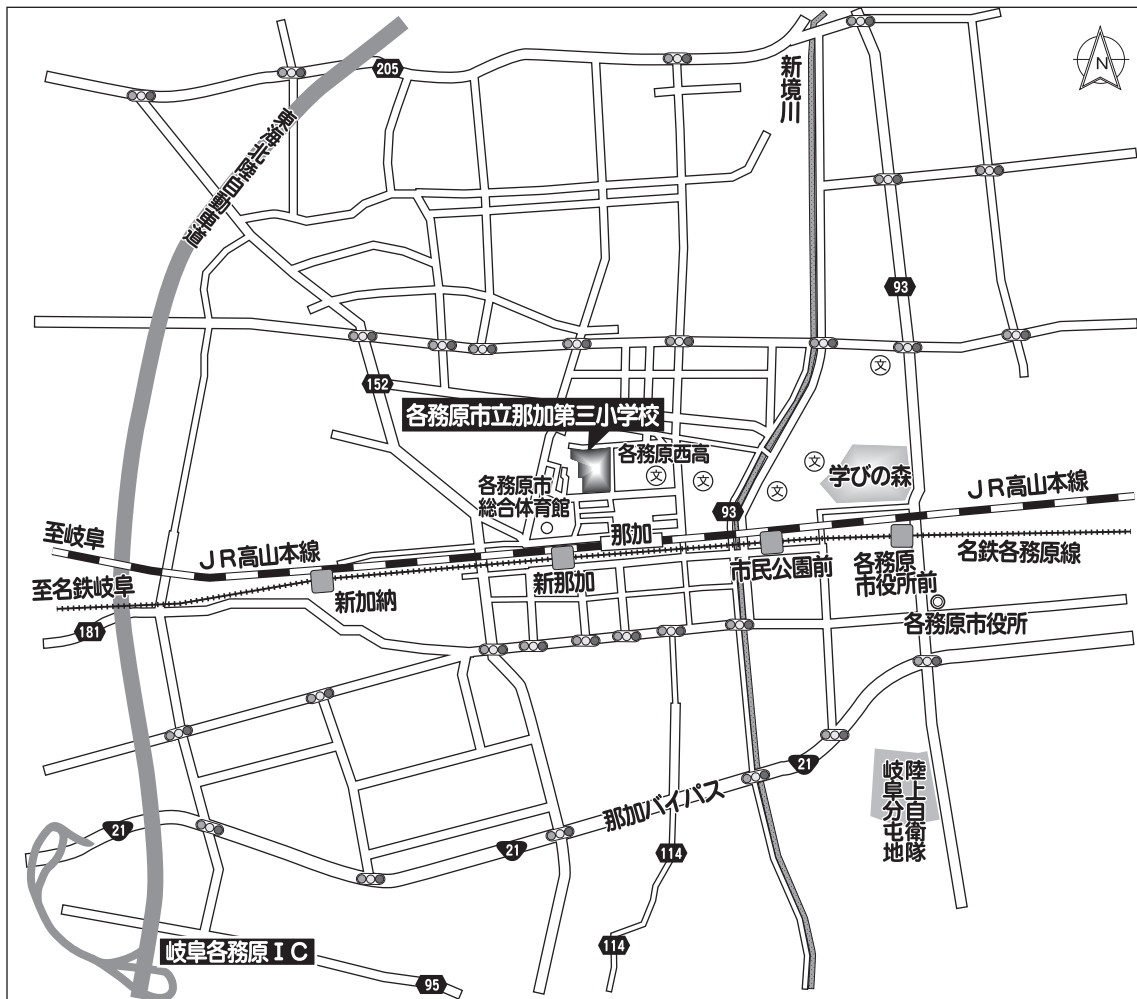 205
新境川
N
東海北陸自動車道
93
152
各務原市立那加第三小学校
各務原西高
文
文
文
文
文
学びの森
各務原市
総合体育館
93
JR高山本線
至岐阜
JR高山本線
那加
至名鉄岐阜
新加納
新那加
市民公園前
各務原
市役所前
名鉄各務原線
181
各務原市役所
21
那加バイパス
陸上自衛隊
岐阜分屯地
21
21
114
114
岐阜各務原IC
95